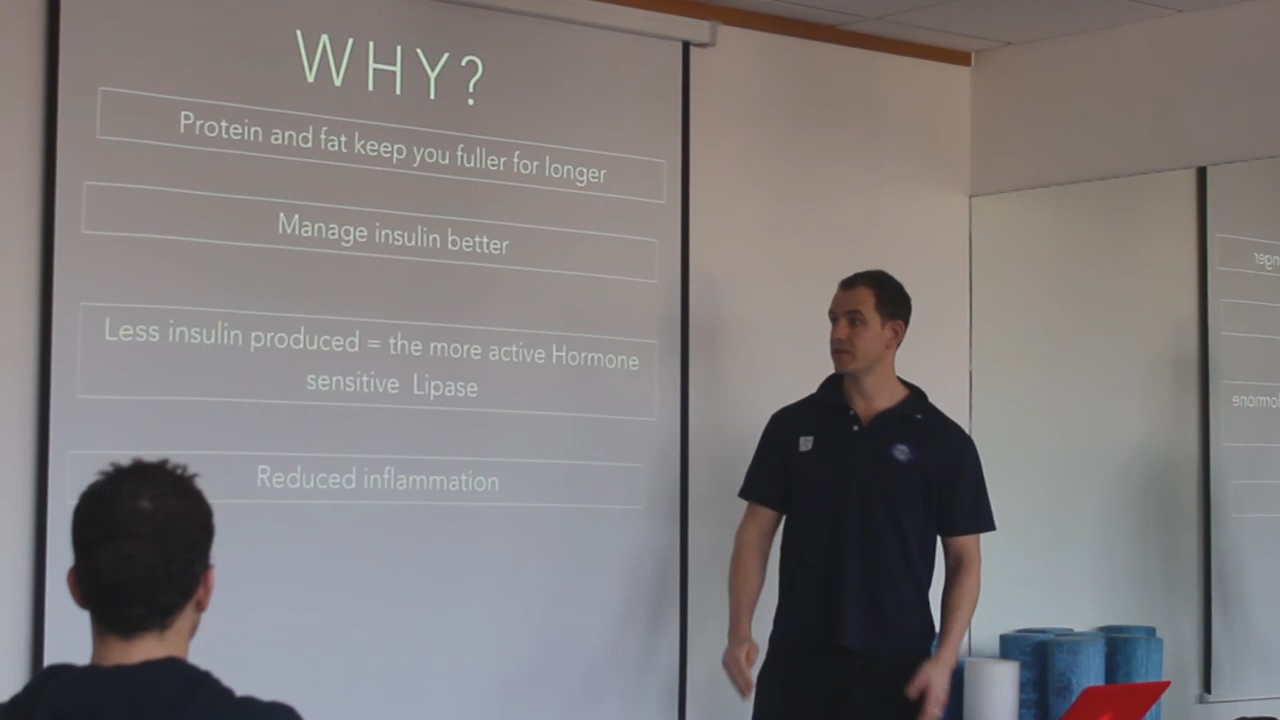 WHY?
Protein and fat keep you fuller for longer
Manage insulin better
Less insulin produced = the more active Hormone
sensitive Lipase
Reduced inflammation